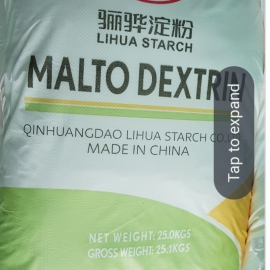 骊骅淀粉
LIHUA STARCH
MALTO DEXTRIN
QINHUANGDAO LIHUA STARCH
MADE IN CHINA
NET WEIGHT: 25.0KGS
GROSS WEIGHT: 25.1KGS
Tap to expand